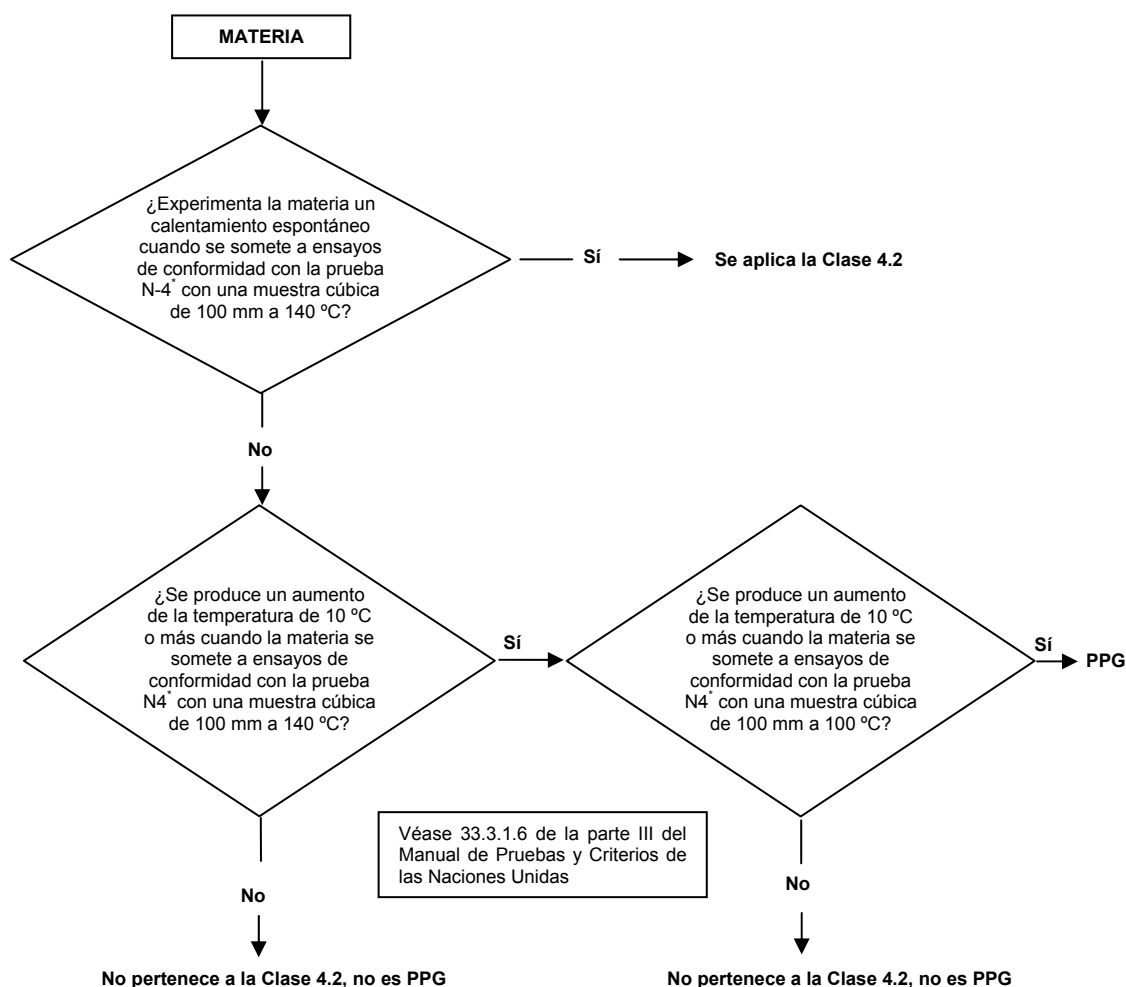 MATERIA
¿Experimenta la materia un
calentamiento espontáneo
cuando se somete a ensayos
de conformidad con la prueba
N-4* con una muestra cúbica
de 100 mm a 140 ºC?
Sí
Se aplica la Clase 4.2
No
¿Se produce un aumento
de la temperatura de 10 ºC
o más cuando la materia se
somete a ensayos de
conformidad con la prueba
N4* con una muestra cúbica
de 100 mm a 140 ºC?
Sí
¿Se produce un aumento
de la temperatura de 10 ºC
o más cuando la materia se
somete a ensayos de
conformidad con la prueba
N4* con una muestra cúbica
de 100 mm a 100 ºC?
Sí
PPG
Véase 33.3.1.6 de la parte III del
Manual de Pruebas y Criterios de
las Naciones Unidas
No
No
No pertenece a la Clase 4.2, no es PPG
No pertenece a la Clase 4.2, no es PPG